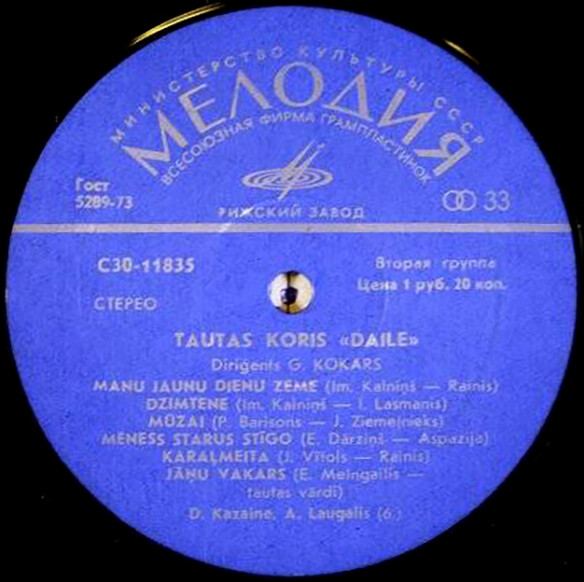 МИНИСТЕРСТВО КУЛЬТУРЫ СССР
МЕЛОДИЯ
ВСЕСОЮЗНАЯ ФИРМА ГРАМПЛАСТИНОК
Гост
5289-73
33
РИЖСКИЙ ЗАВОД
С30-11835
Вторая группа
Цена 1 руб. 20 коп.
СТЕРЕО
TAUTAS KORIS «DAILE»
Diriģents G. KOKARS
MANU JAUNU DIENU ZEME (Im. Kalniņš — Rainis)
DZIMTENE (Im. Kalniņš — I. Lasmanis)
MŪZAI (P. Barisons — J. Ziemeļnieks)
MĒNESS STARUS STĪGO (E. Dārziņš — Aspazija)
KARAĻMEITA (J. Vītols — Rainis)
JĀŅU VAKARS (E. Melngailis —
tautas vārdi)
D. Kazaine, A. Laugalis (6.)